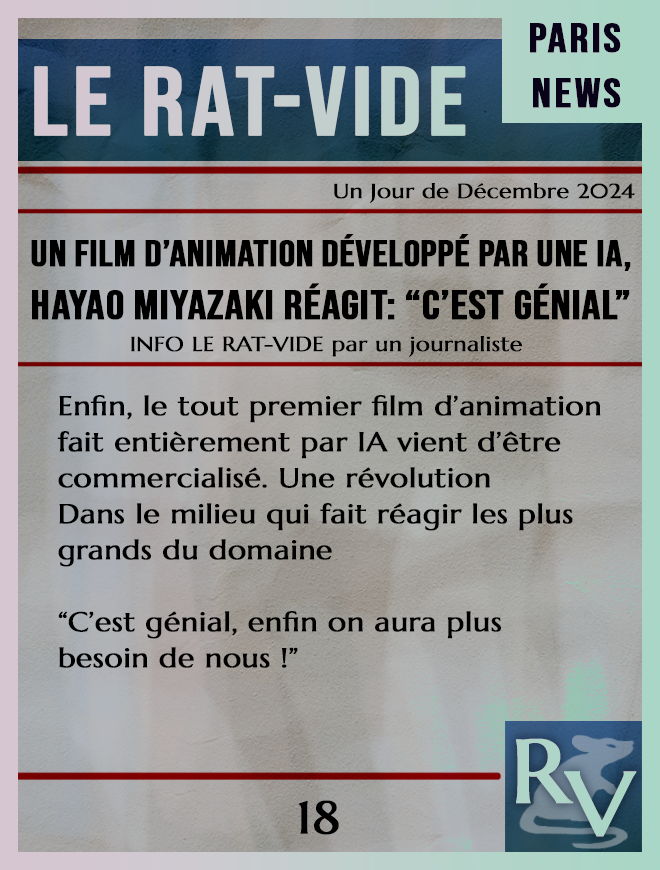 PARIS
NEWS
LE RAT-VIDE
Un Jour de Décembre 2024
UN FILM D’ANIMATION DÉVELOPPÉ PAR UNE IA,
HAYAO MIYAZAKI RÉAGIT: “C’EST GÉNIAL”
INFO LE RAT-VIDE par un journaliste
Enfin, le tout premier film d’animation
fait entièrement par IA vient d’être
commercialisé. Une révolution
Dans le milieu qui fait réagir les plus
grands du domaine
“C’est génial, enfin on aura plus
besoin de nous !”
18
RV